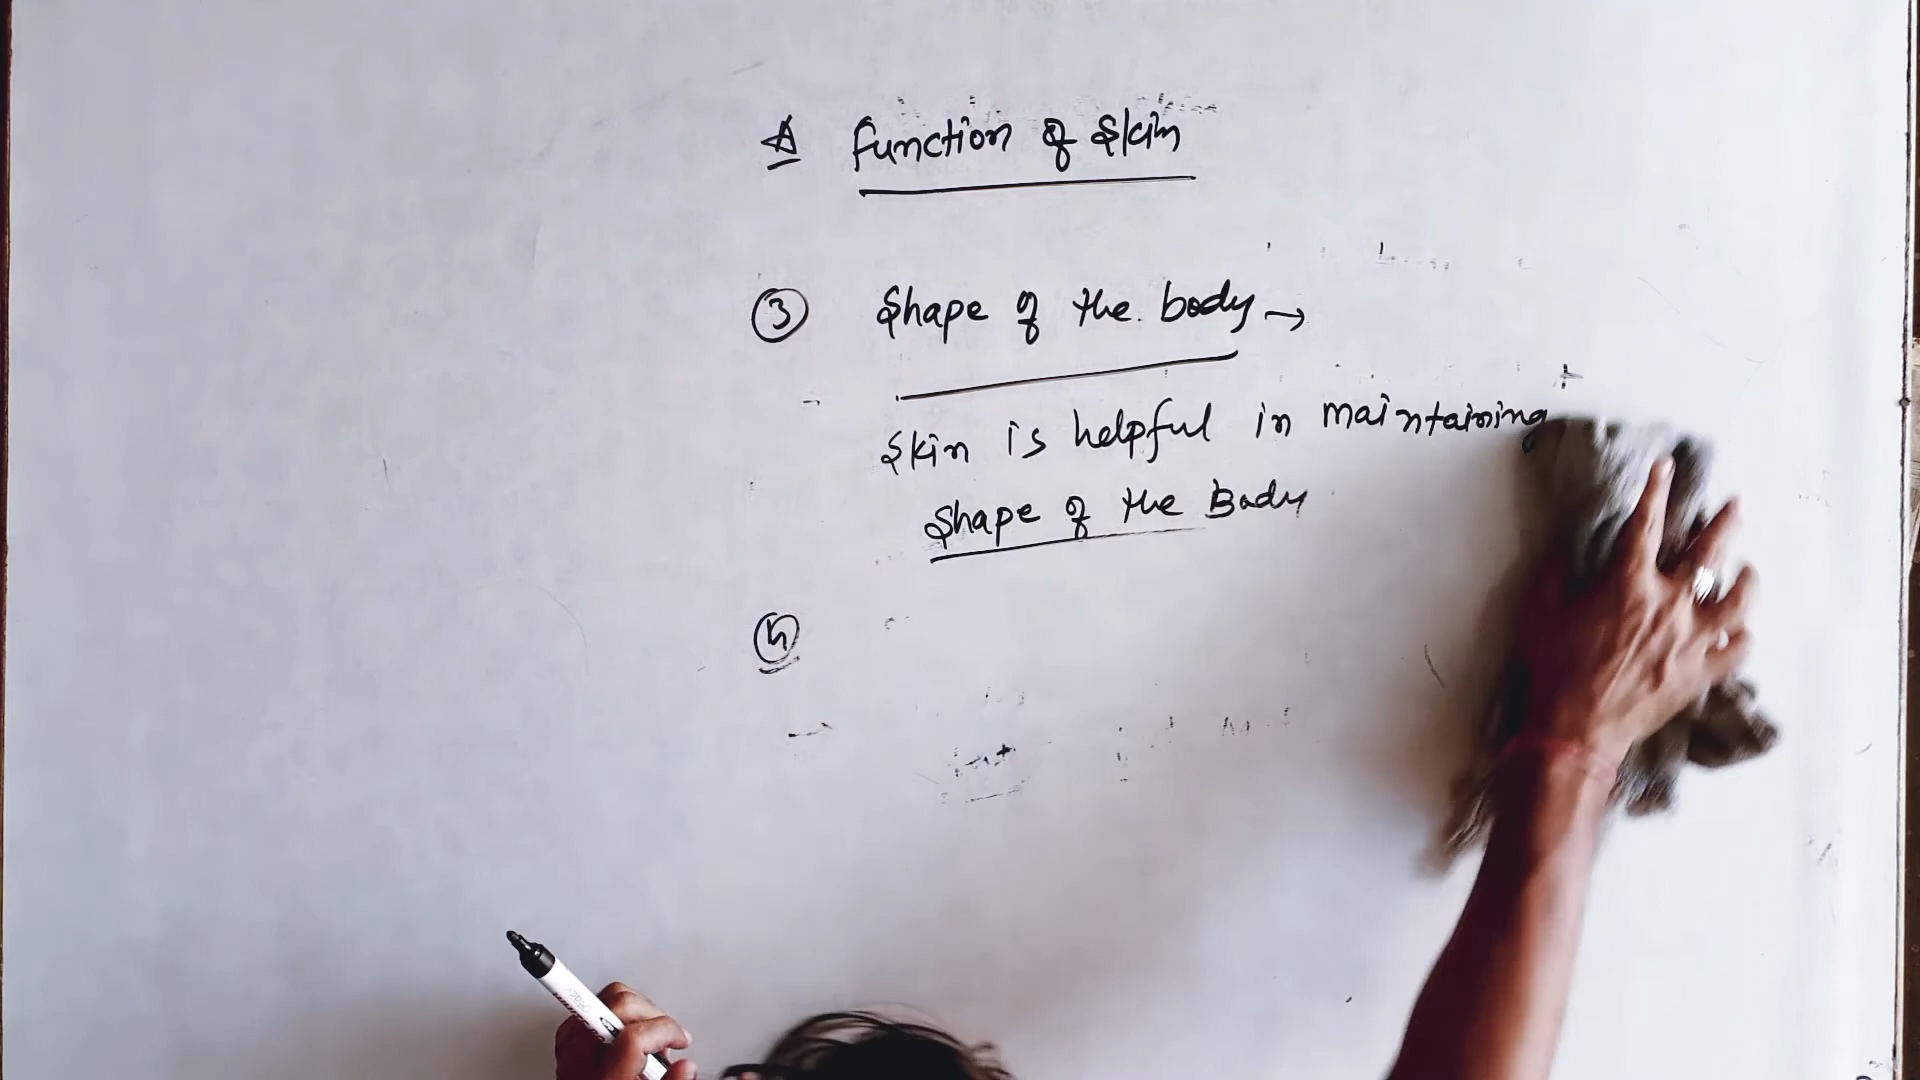 Function of Skin
③ Shape of the body →
Skin is helpful in maintaining
Shape of the Body
④